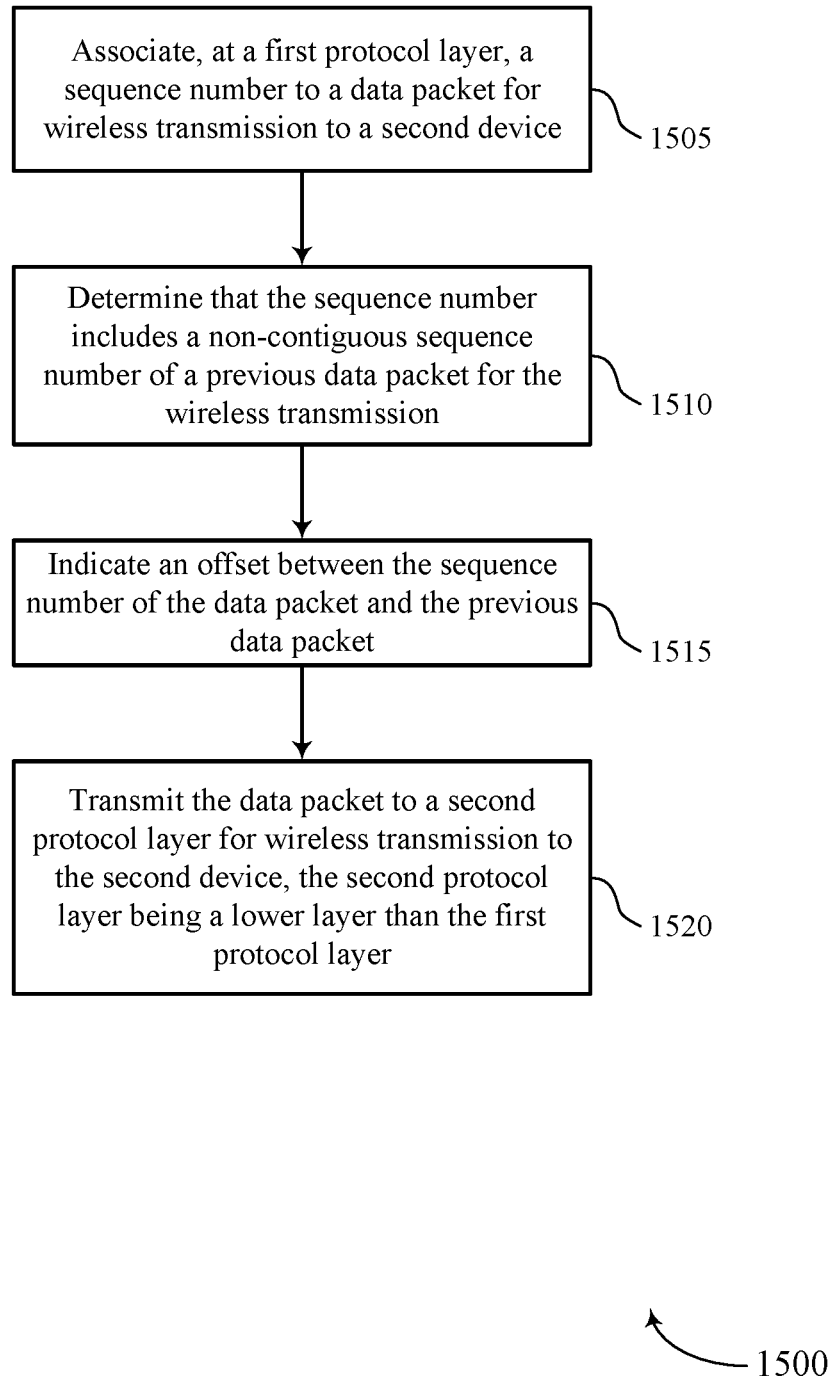 Associate, at a first protocol layer, a
sequence number to a data packet for
wireless transmission to a second device
1505
Determine that the sequence number
includes a non-contiguous sequence
number of a previous data packet for the
wireless transmission
1510
Indicate an offset between the sequence
number of the data packet and the previous
data packet
1515
Transmit the data packet to a second
protocol layer for wireless transmission to
the second device, the second protocol
layer being a lower layer than the first
protocol layer
1520
1500